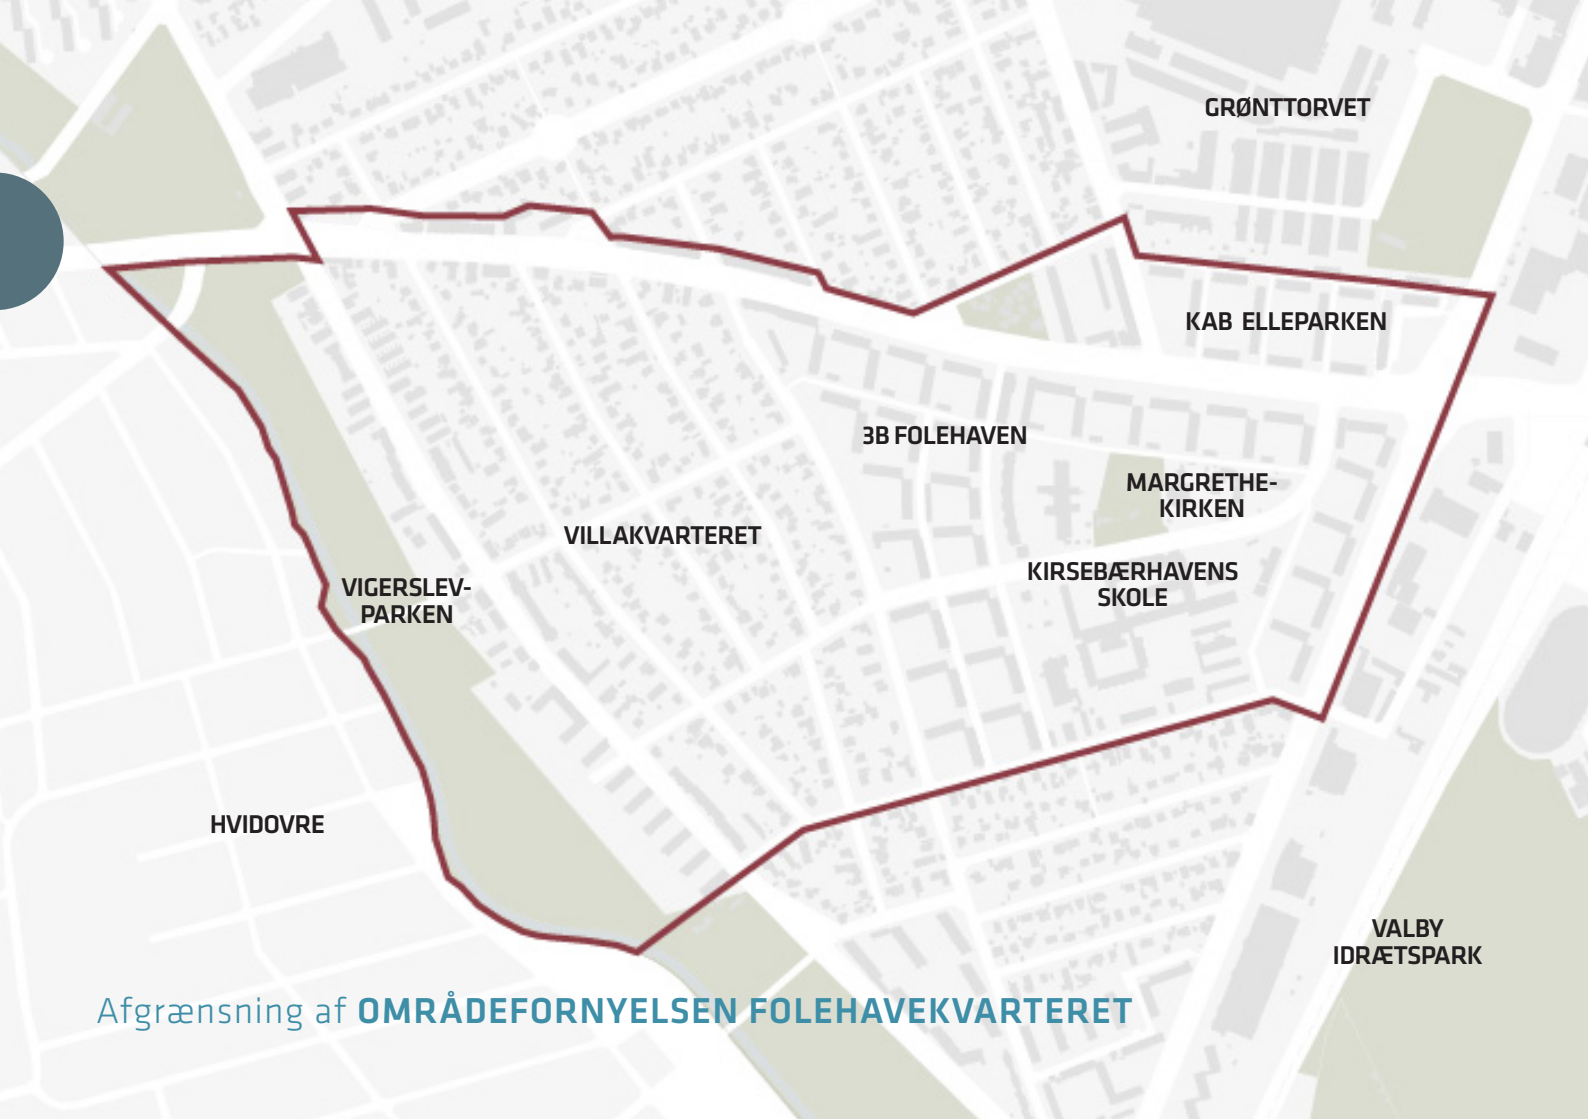 GRØNTTORVET
KAB ELLEPARKEN
3B FOLEHAVEN
MARGRETHE-
KIRKEN
VILLAKVARTERET
KIRSEBÆRHAVENS
SKOLE
VIGERSLEV-
PARKEN
HVIDOVRE
VALBY
IDRÆTSPARK
Afgrænsning af OMRÅDEFORNYELSEN FOLEHAVEKVARTERET